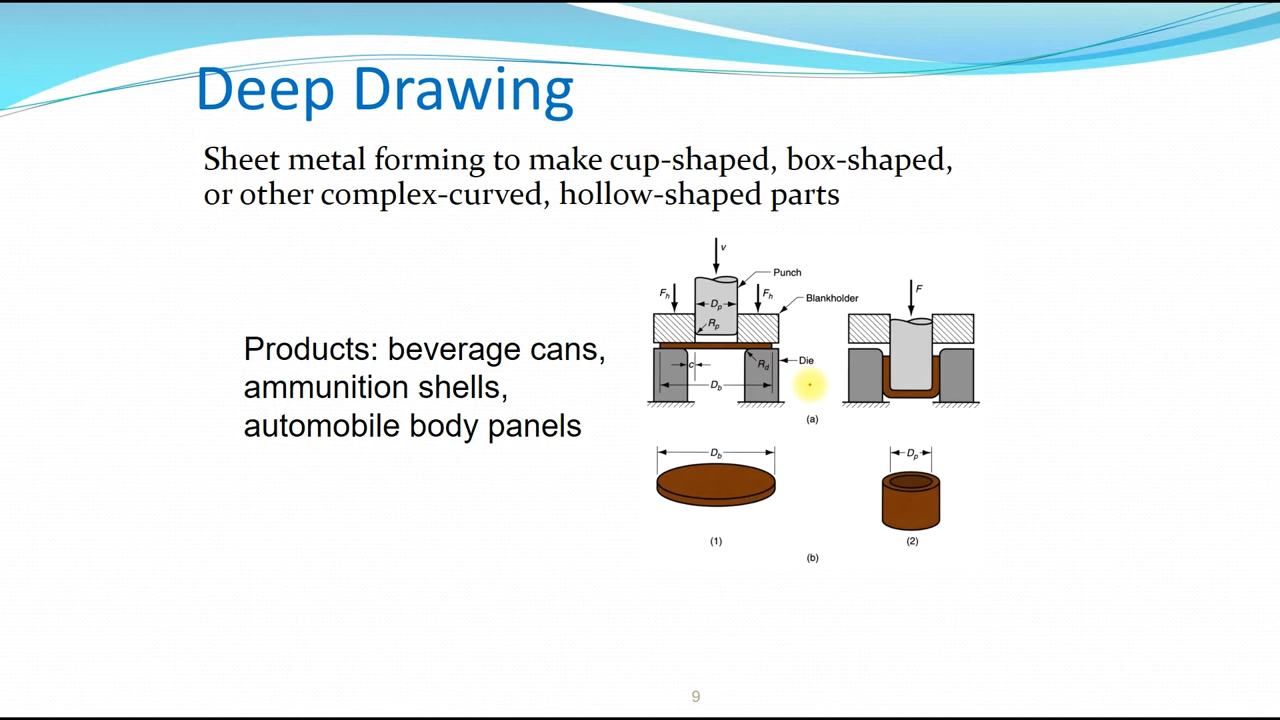 Deep Drawing
Sheet metal forming to make cup-shaped, box-shaped,
or other complex-curved, hollow-shaped parts
Products: beverage cans,
ammunition shells,
automobile body panels
v
Punch
Fh
Fh
Blankholder
Dp
Rp
F
Die
c
Rd
Db
(a)
Db
Dp
(1)
(2)
(b)
9